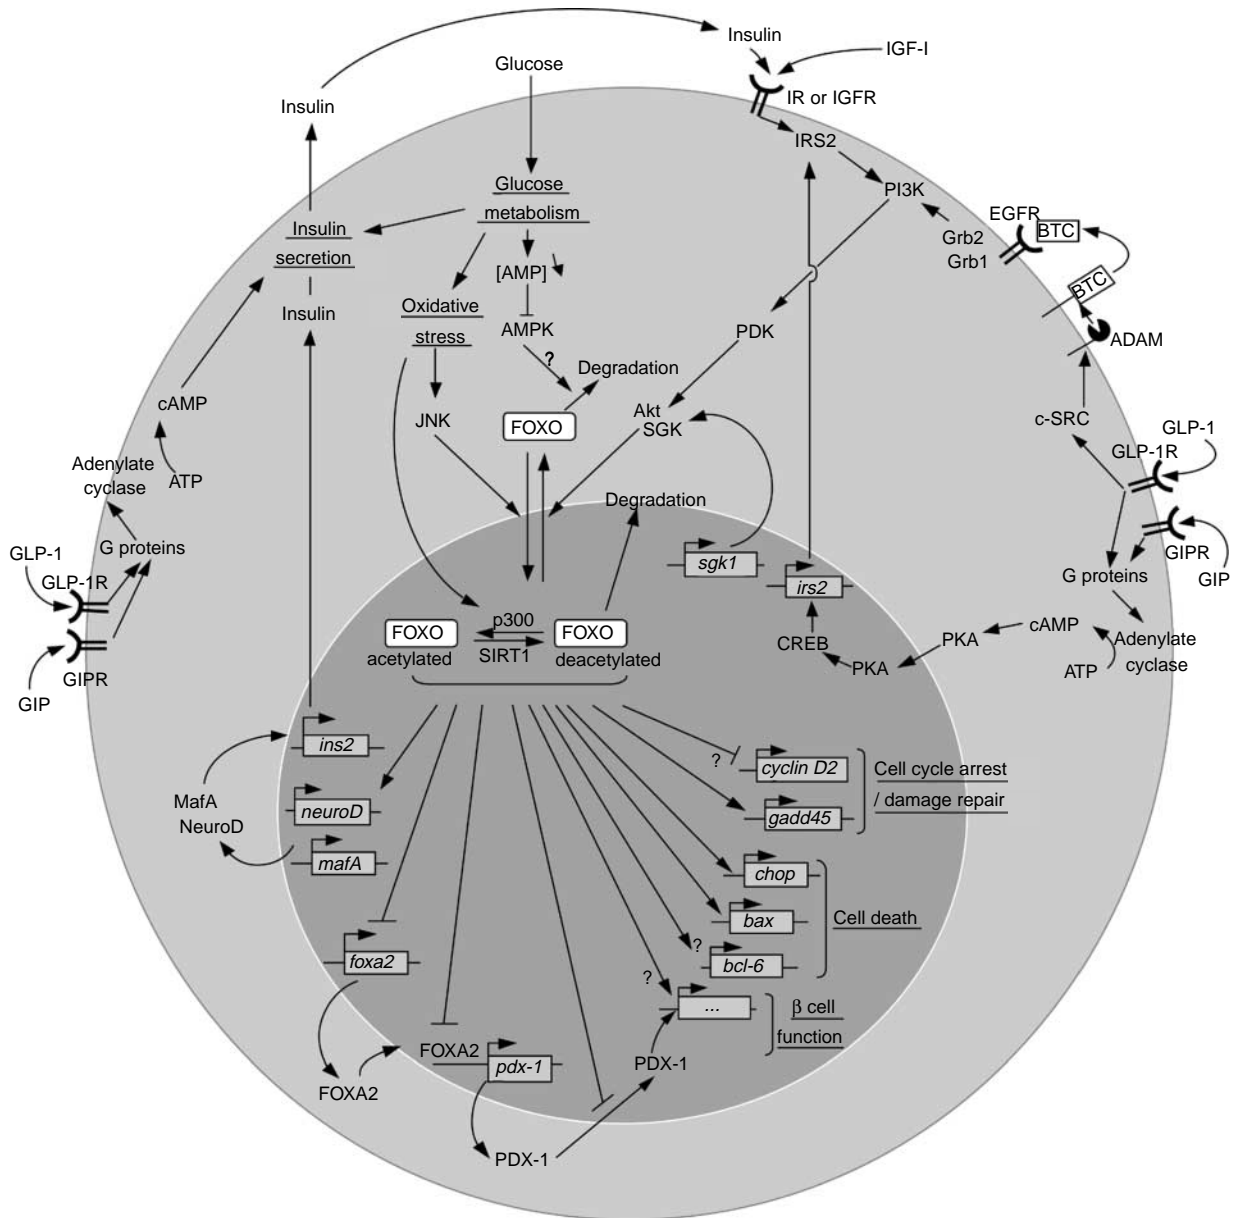 Insulin
IGF-I
Glucose
Insulin
IR or IGFR
IRS2
Glucose
metabolism
PI3K
EGFR
BTC
Insulin
secretion
Grb2
Grb1
[AMP]
BTC
Insulin
Oxidative
stress
AMPK
PDK
ADAM
?
Degradation
cAMP
JNK
FOXO
Akt
SGK
c-SRC
GLP-1
GLP-1R
Adenylate
cyclase
ATP
Degradation
G proteins
GLP-1
GLP-1R
sgk1
irs2
GIPR
G proteins
GIP
p300
FOXO
FOXO
SIRT1
acetylated
deacetylated
CREB
PKA
PKA
cAMP
Adenylate
cyclase
ATP
GIPR
GIP
ins2
?
cyclin D2
Cell cycle arrest
/ damage repair
MafA
NeuroD
neuroD
gadd45
mafA
chop
bax
Cell death
foxa2
?
bcl-6
?
...
β cell
function
FOXA2
pdx-1
PDX-1
FOXA2
PDX-1